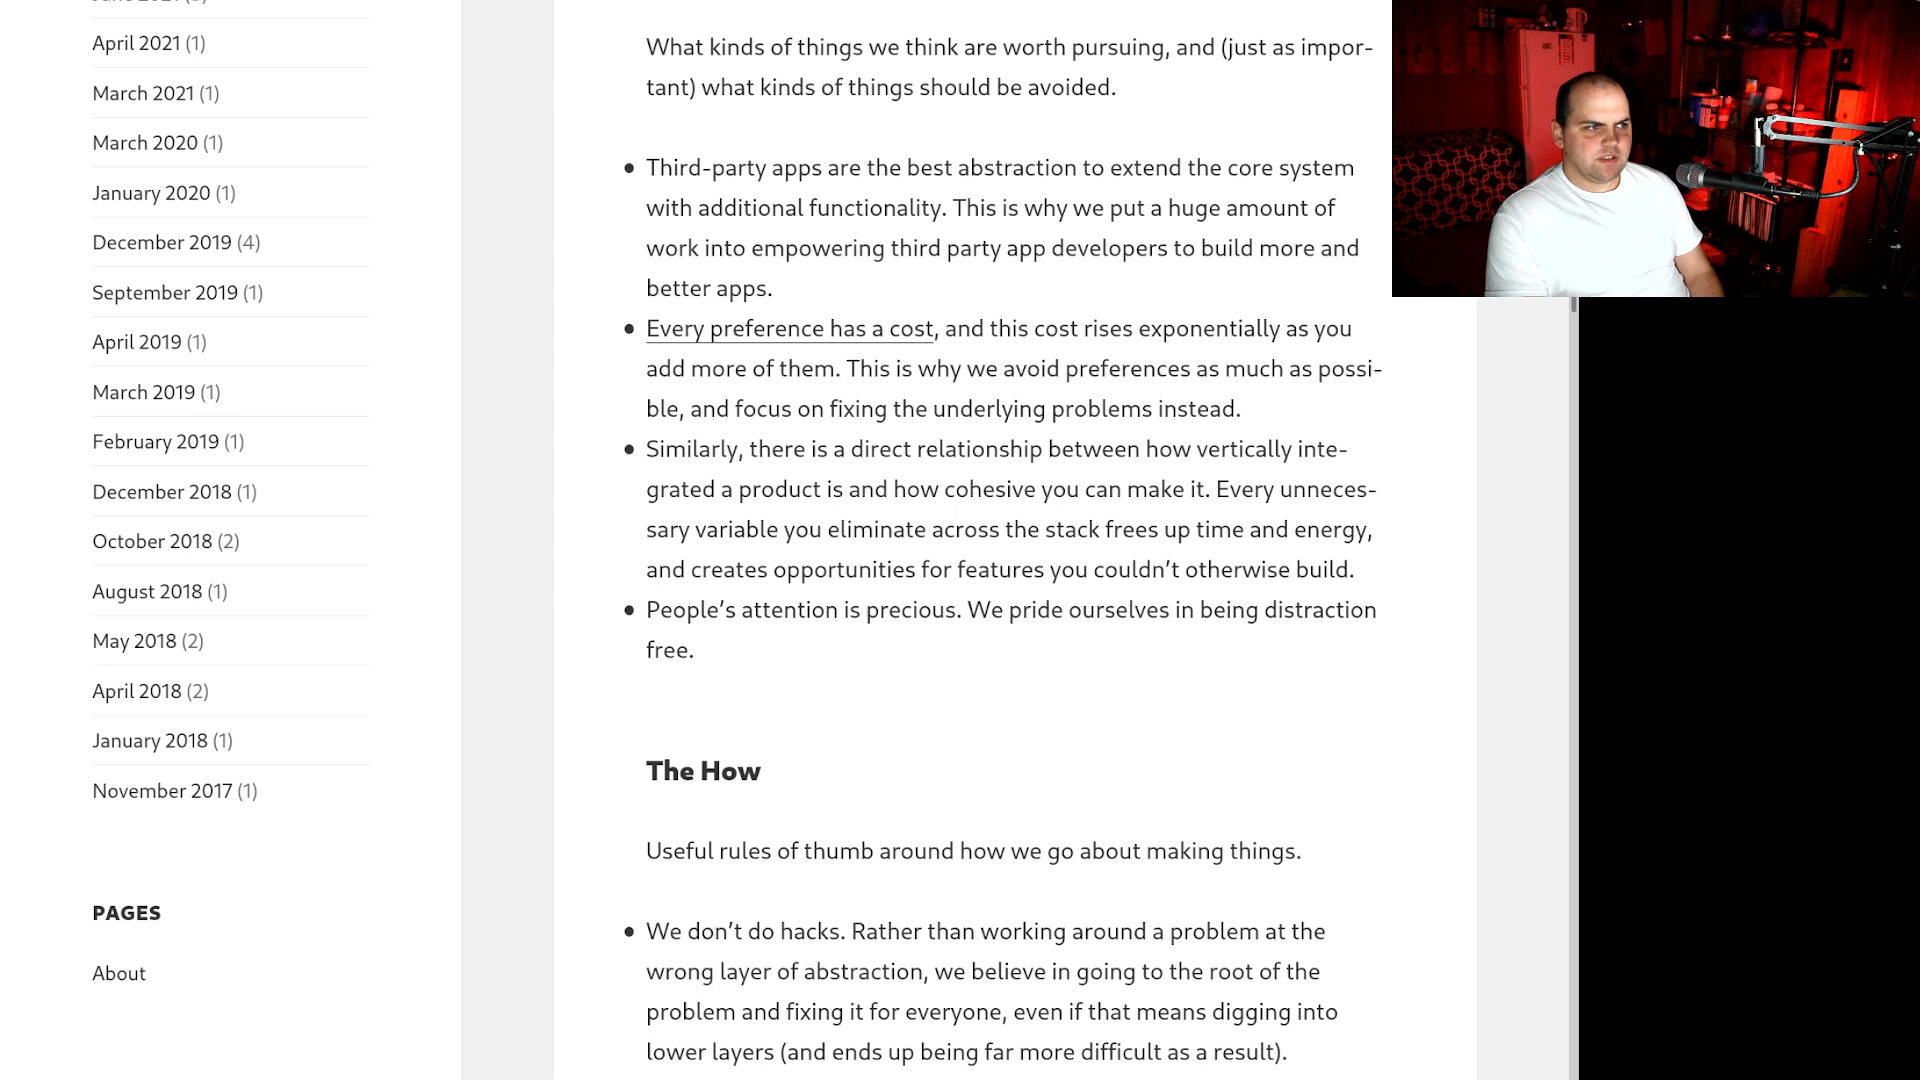 April 2021 (1)
March 2021 (1)
March 2020 (1)
January 2020 (1)
December 2019 (4)
September 2019 (1)
April 2019 (1)
March 2019 (1)
February 2019 (1)
December 2018 (1)
October 2018 (2)
August 2018 (1)
May 2018 (2)
April 2018 (2)
January 2018 (1)
November 2017 (1)
PAGES
About
What kinds of things we think are worth pursuing, and (just as impor-
tant) what kinds of things should be avoided.
• Third-party apps are the best abstraction to extend the core system
with additional functionality. This is why we put a huge amount of
work into empowering third party app developers to build more and
better apps.
• Every preference has a cost, and this cost rises exponentially as you
add more of them. This is why we avoid preferences as much as possi-
ble, and focus on fixing the underlying problems instead.
• Similarly, there is a direct relationship between how vertically inte-
grated a product is and how cohesive you can make it. Every unneces-
sary variable you eliminate across the stack frees up time and energy,
and creates opportunities for features you couldn’t otherwise build.
• People’s attention is precious. We pride ourselves in being distraction
free.
The How
Useful rules of thumb around how we go about making things.
• We don’t do hacks. Rather than working around a problem at the
wrong layer of abstraction, we believe in going to the root of the
problem and fixing it for everyone, even if that means digging into
lower layers (and ends up being far more difficult as a result).